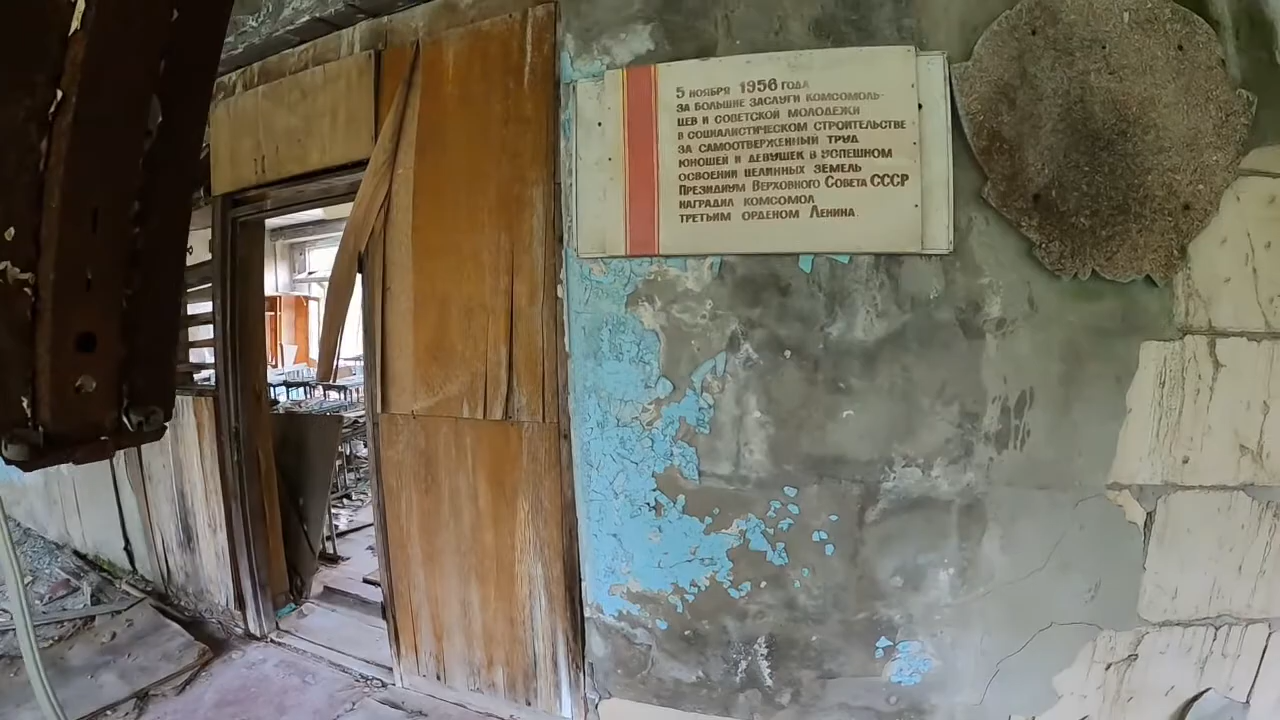 5 НОЯБРЯ 1956 ГОДА
ЗА БОЛЬШИЕ ЗАСЛУГИ КОМСОМОЛЬ-
ЦЕВ И СОВЕТСКОЙ МОЛОДЕЖИ
В СОЦИАЛИСТИЧЕСКОМ СТРОИТЕЛЬСТВЕ
ЗА САМООТВЕРЖЕННЫЙ ТРУД
ЮНОШЕЙ И ДЕВУШЕК В УСПЕШНОМ
ОСВОЕНИИ ЦЕЛИННЫХ ЗЕМЕЛЬ
ПРЕЗИДИУМ ВЕРХОВНОГО СОВЕТА СССР
НАГРАДИЛ КОМСОМОЛ
ТРЕТЬИМ ОРДЕНОМ ЛЕНИНА.